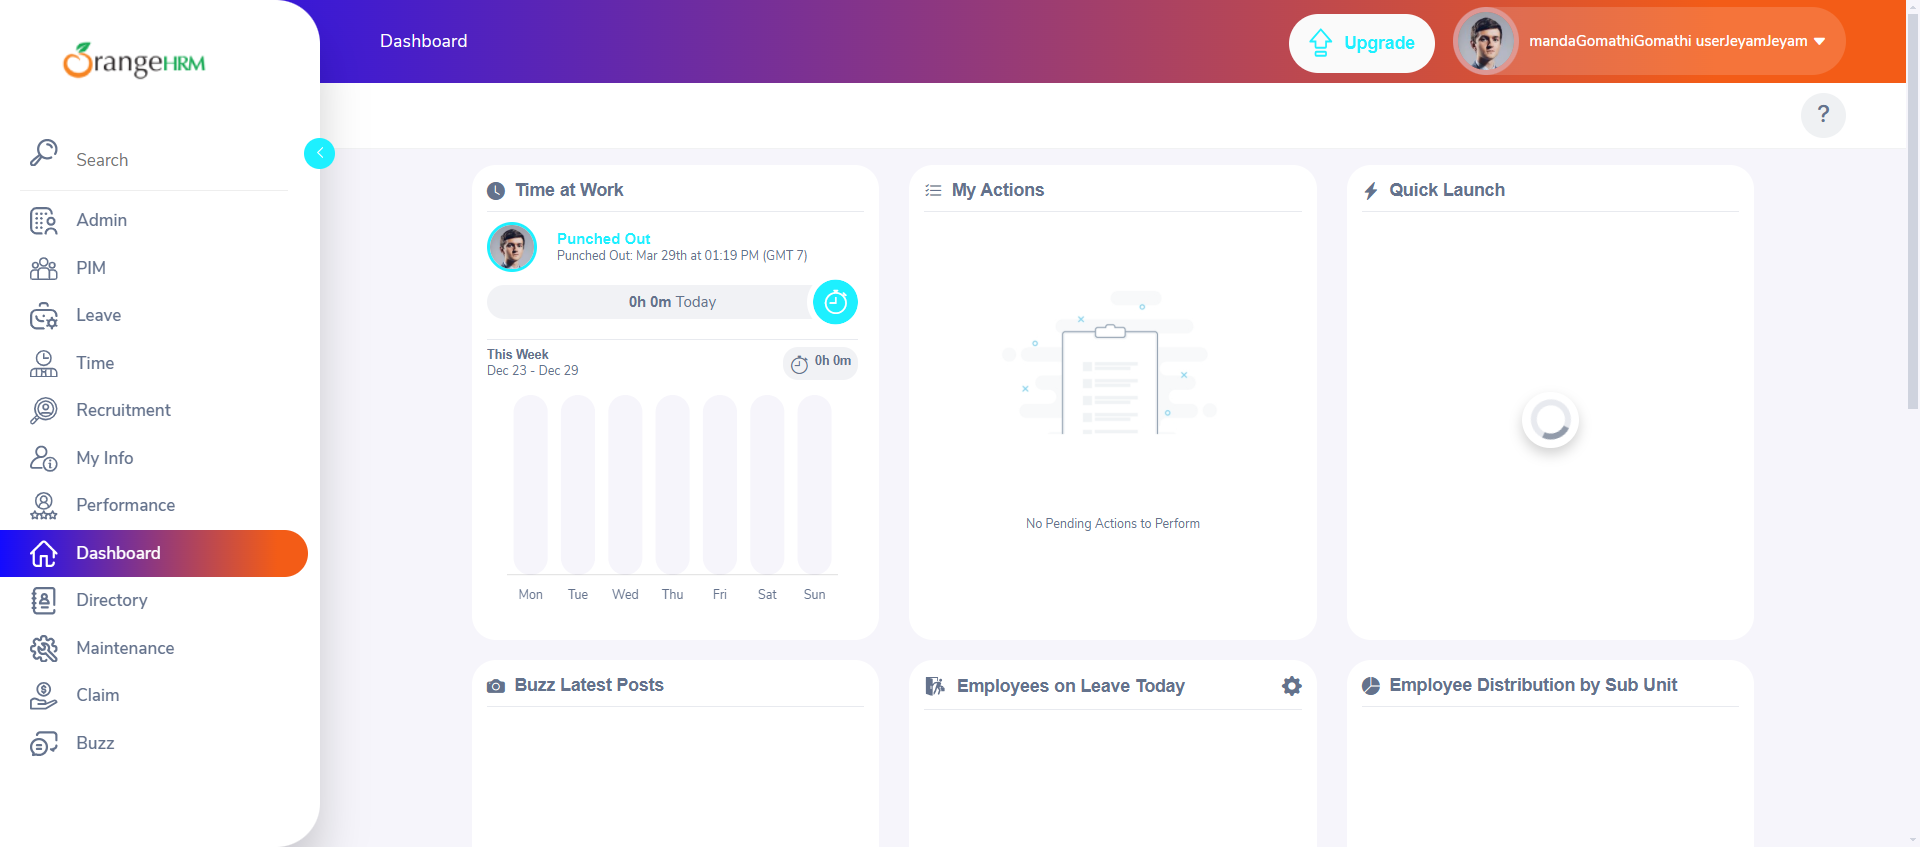 OrangeHRM
Dashboard
Upgrade
mandaGomathiGomathi userJeyamJeyam
?
Search
Admin
PIM
Leave
Time
Recruitment
My Info
Performance
Dashboard
Directory
Maintenance
Claim
Buzz
Time at Work
Punched Out
Punched Out: Mar 29th at 01:19 PM (GMT 7)
0h 0m Today
This Week
Dec 23 - Dec 29
0h 0m
Mon Tue Wed Thu Fri Sat Sun
My Actions
No Pending Actions to Perform
Quick Launch
Buzz Latest Posts
Employees on Leave Today
Employee Distribution by Sub Unit